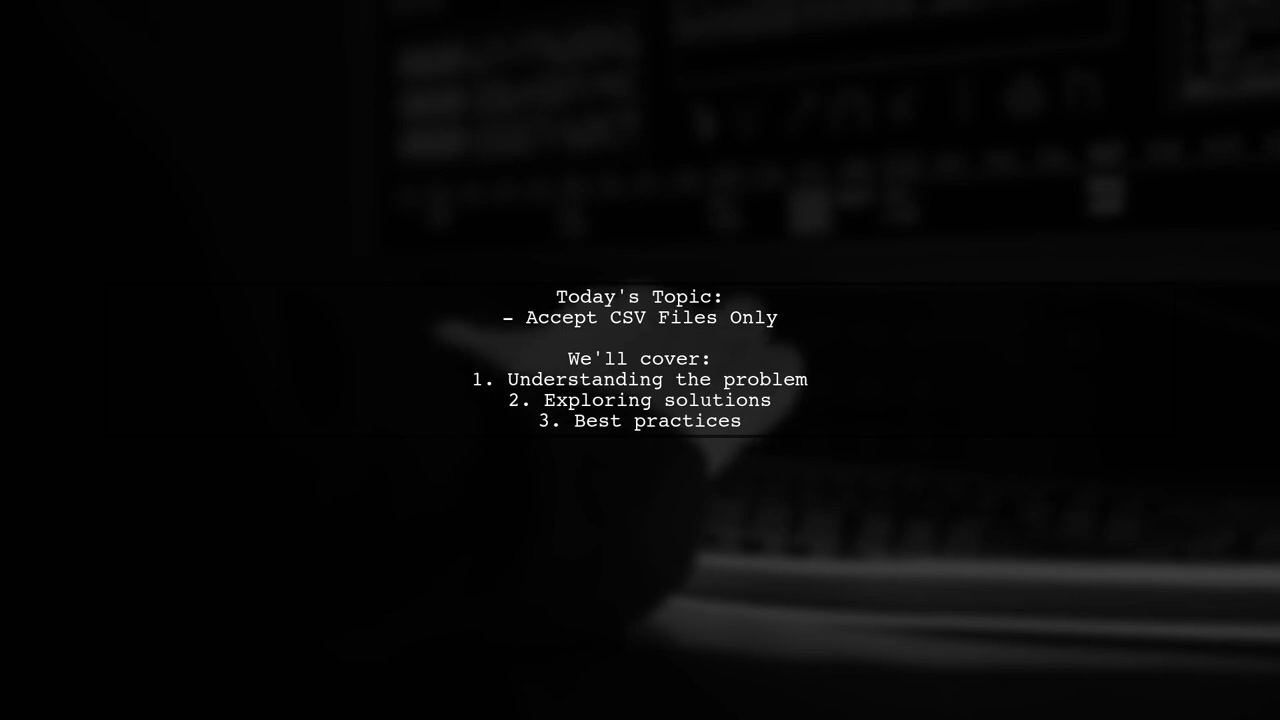 Today's Topic:
- Accept CSV Files Only
We'll cover:
1. Understanding the problem
2. Exploring solutions
3. Best practices